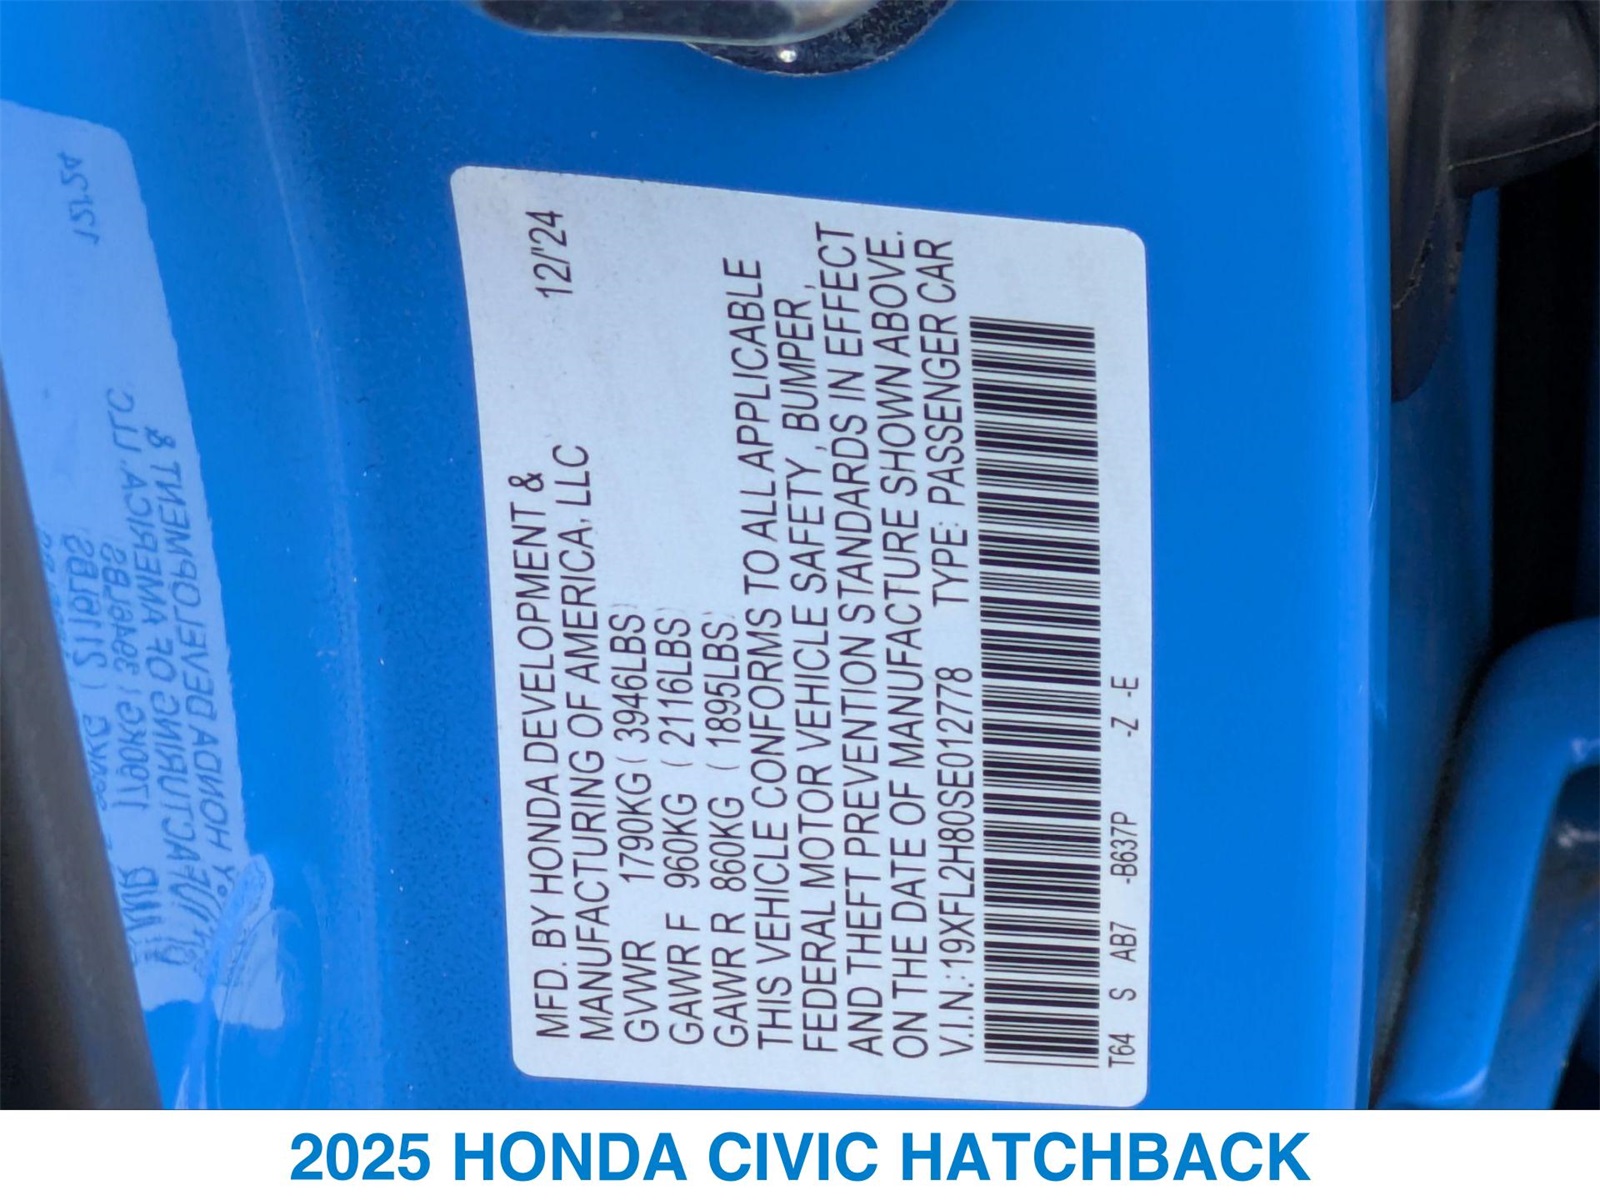 MFD. BY HONDA DEVELOPMENT &
MANUFACTURING OF AMERICA, LLC 12/'24
GVWR 1790KG ( 3946LBS)
GAWR F 960KG ( 2116LBS)
GAWR R 860KG ( 1895LBS)
THIS VEHICLE CONFORMS TO ALL APPLICABLE
FEDERAL MOTOR VEHICLE SAFETY, BUMPER,
AND THEFT PREVENTION STANDARDS IN EFFECT
ON THE DATE OF MANUFACTURE SHOWN ABOVE.
V.I.N.: 19XFL2H80SE012778 TYPE: PASSENGER CAR
T64 S AB7 -B637P -Z -E
2025 HONDA CIVIC HATCHBACK